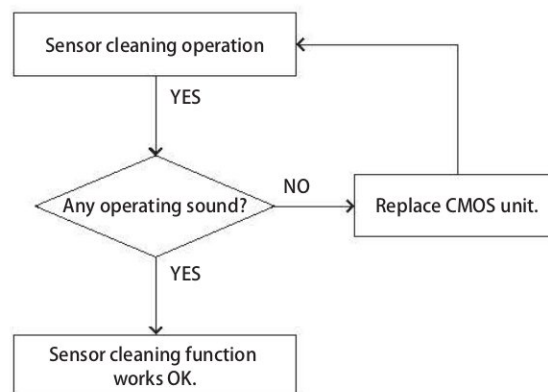 Sensor cleaning operation
YES
Any operating sound?
NO
Replace CMOS unit.
YES
Sensor cleaning function
works OK.